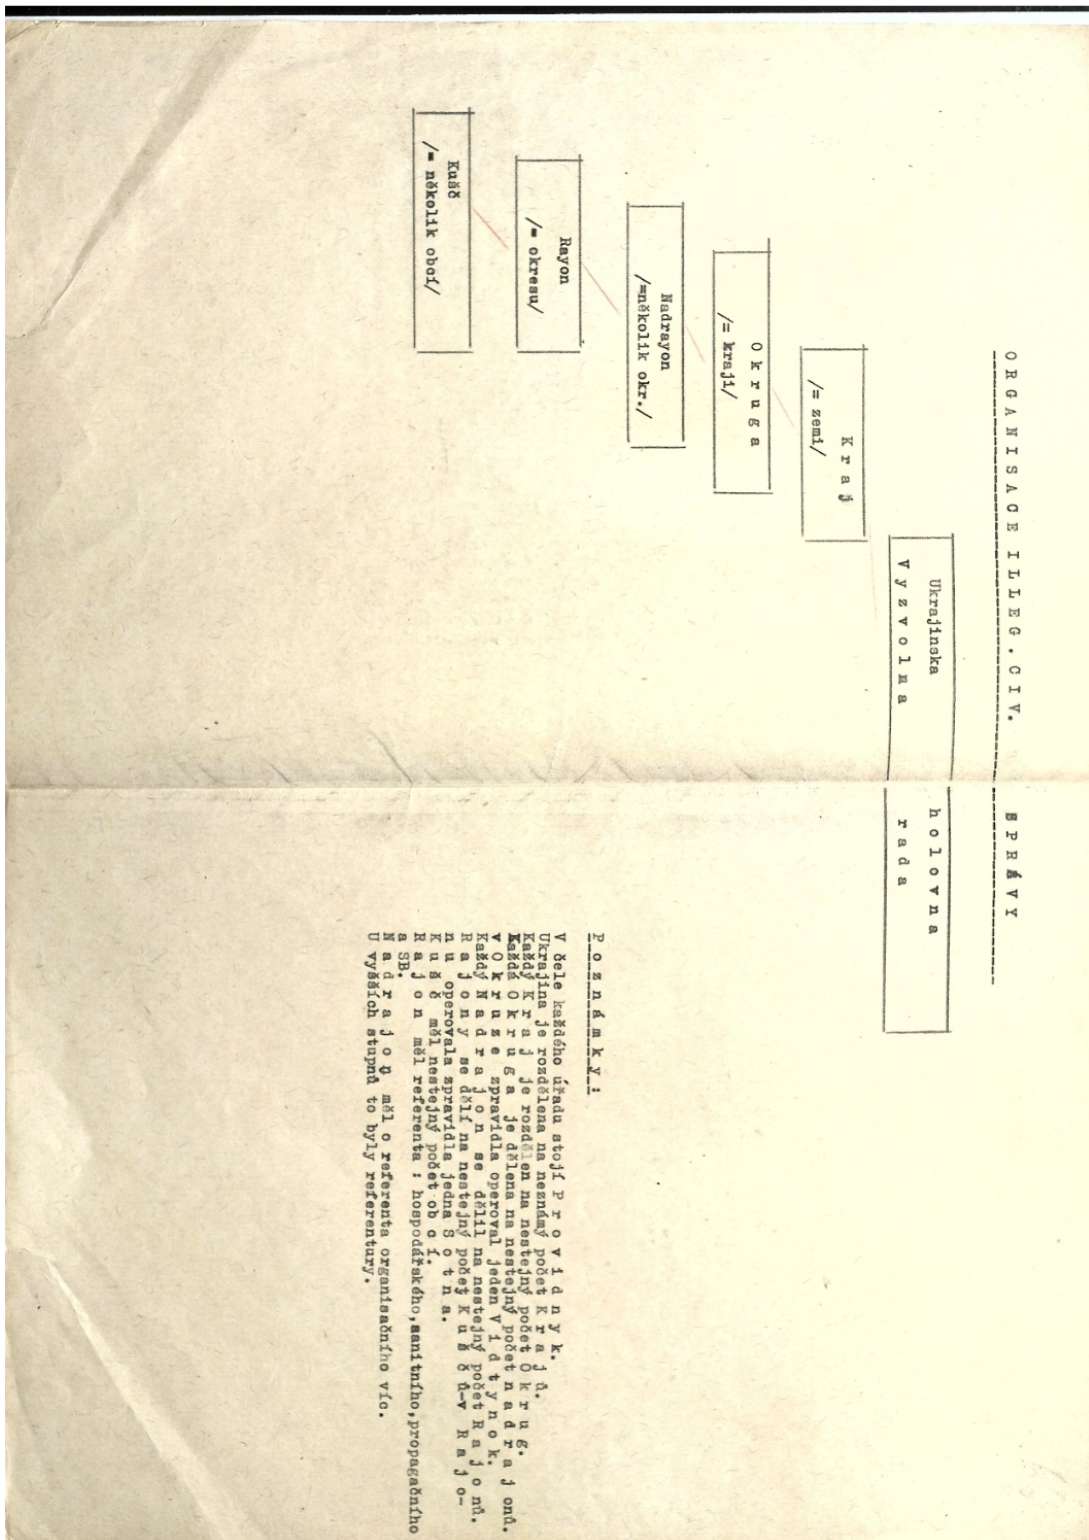 O R G A N I S A C E  I L L E G . C I V.  S P R Á V Y
Ukrajinska h o l o v n a
V y z v o l n a r a d a
K r a j
/= zemi/
O k r u g a
/= kraji/
Nadrayon
/=několik okr./
Rayon
/= okresu/
Kušč
/= několik obcí/
P o z n á m k y :
V čele každého úřadu stojí P r o v i d n y k.
Ukrajina je rozdělena na neznámý počet K r a j ů.
Každý K r a j je rozdělen na nestejný počet O k r u g.
Každá O k r u g a je dělena na nestejný počet n a d r a j onů.
v O k r u z e zpravidla operoval jeden V i d t y n o k.
Každý N a d r a j o n se dělil na nestejný počet R a j o nů.
R a j o n y se dělí na nestejný počet K u š č ů-v R a j o-
nu operovala zpravidla jedna S o t n a.
K u š č měl nestejný počet ob c í.
R a j o n měl referenta : hospodářského,sanitního,propagačního
a SB.
N a d r a j o n měl o referenta organisačního víc.
U vyšších stupnů to byly referentury.